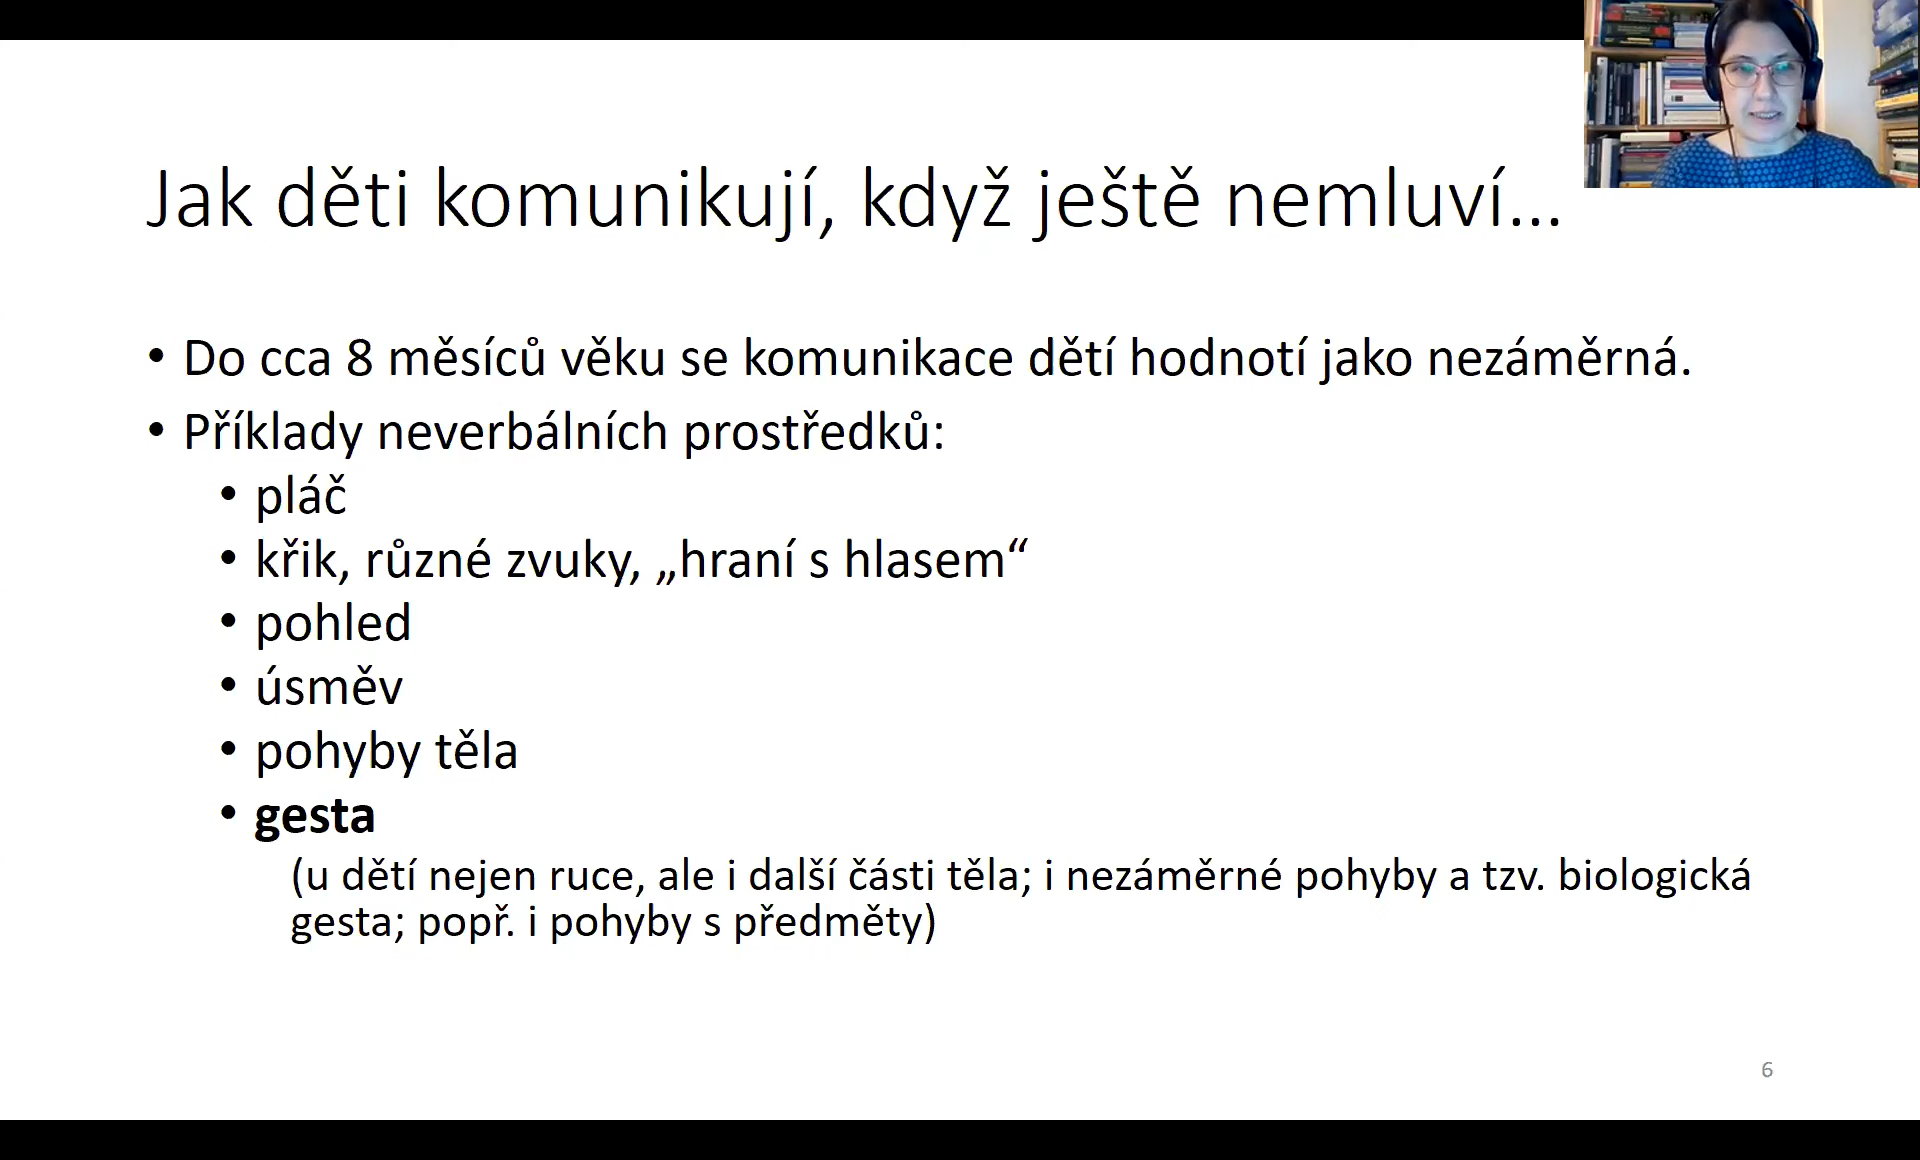 Jak děti komunikují, když ještě nemluví…
• Do cca 8 měsíců věku se komunikace dětí hodnotí jako nezáměrná.
• Příklady neverbálních prostředků:
• pláč
• křik, různé zvuky, „hraní s hlasem“
• pohled
• úsměv
• pohyby těla
• gesta
(u dětí nejen ruce, ale i další části těla; i nezáměrné pohyby a tzv. biologická
gesta; popř. i pohyby s předměty)
6